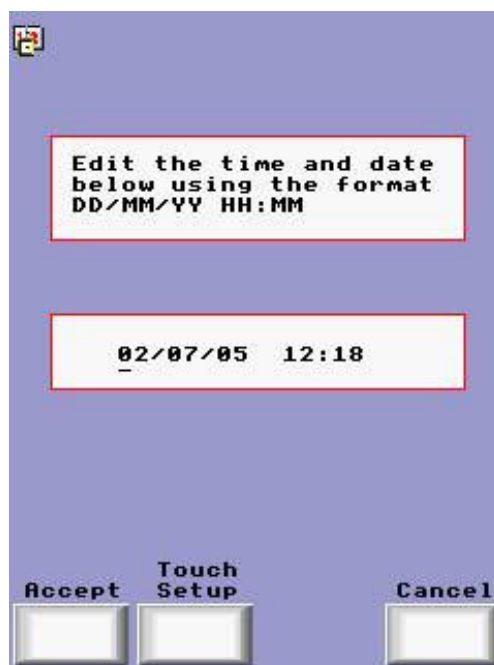 Edit the time and date
below using the format
DD/MM/YY HH:MM
02/07/05 12:18
Touch
Accept Setup Cancel